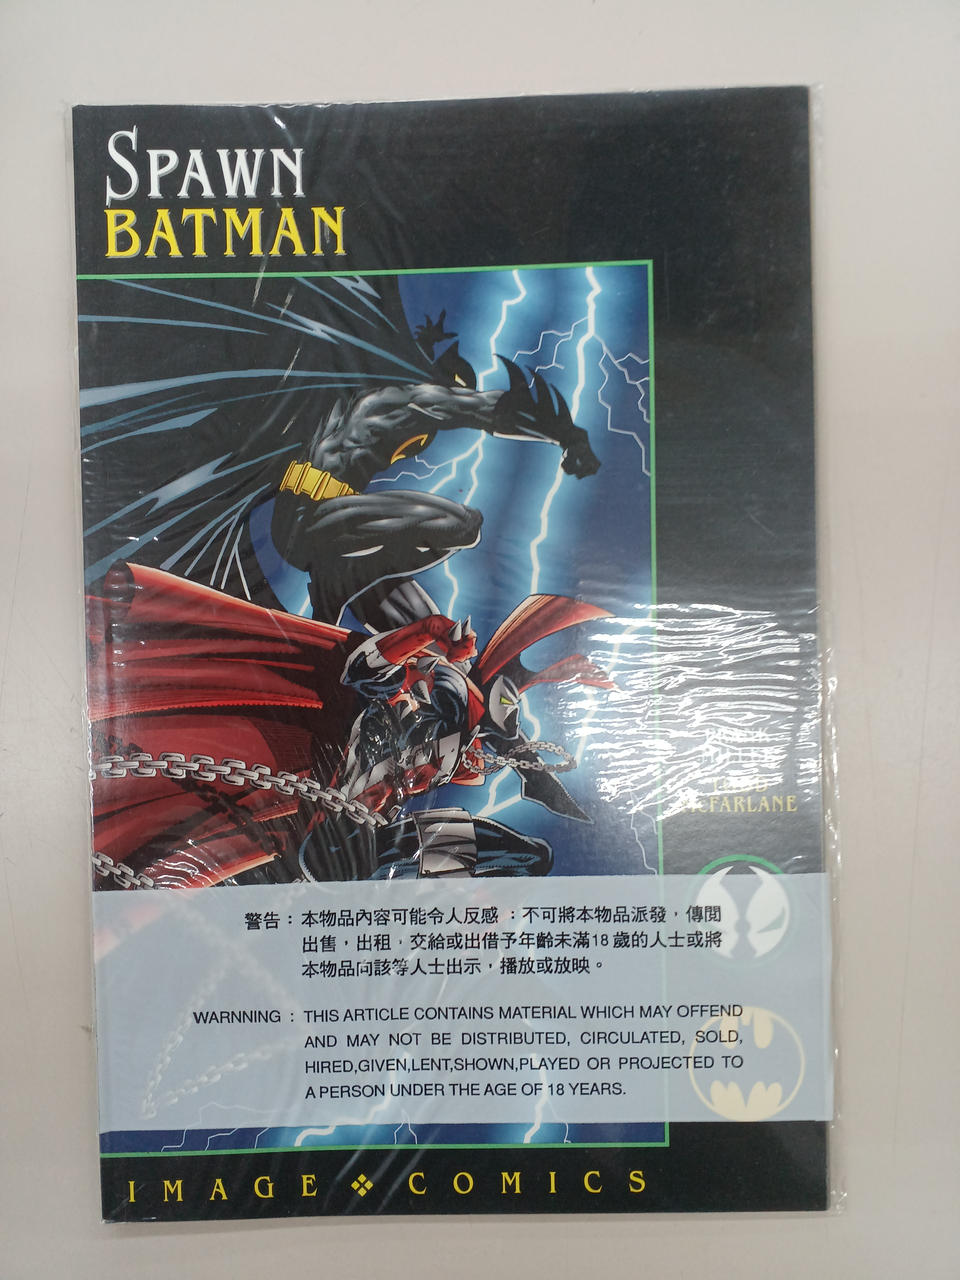 SPAWN
BATMAN
McFARLANE
警告：本物品內容可能令人反感：不可將本物品派發，傳閱
出售，出租，交給或出借予年齡未滿18歲的人士或將
本物品向該等人士出示，播放或放映。
WARNNING : THIS ARTICLE CONTAINS MATERIAL WHICH MAY OFFEND
AND MAY NOT BE DISTRIBUTED, CIRCULATED, SOLD,
HIRED,GIVEN,LENT,SHOWN,PLAYED OR PROJECTED TO
A PERSON UNDER THE AGE OF 18 YEARS.
IMAGE COMICS